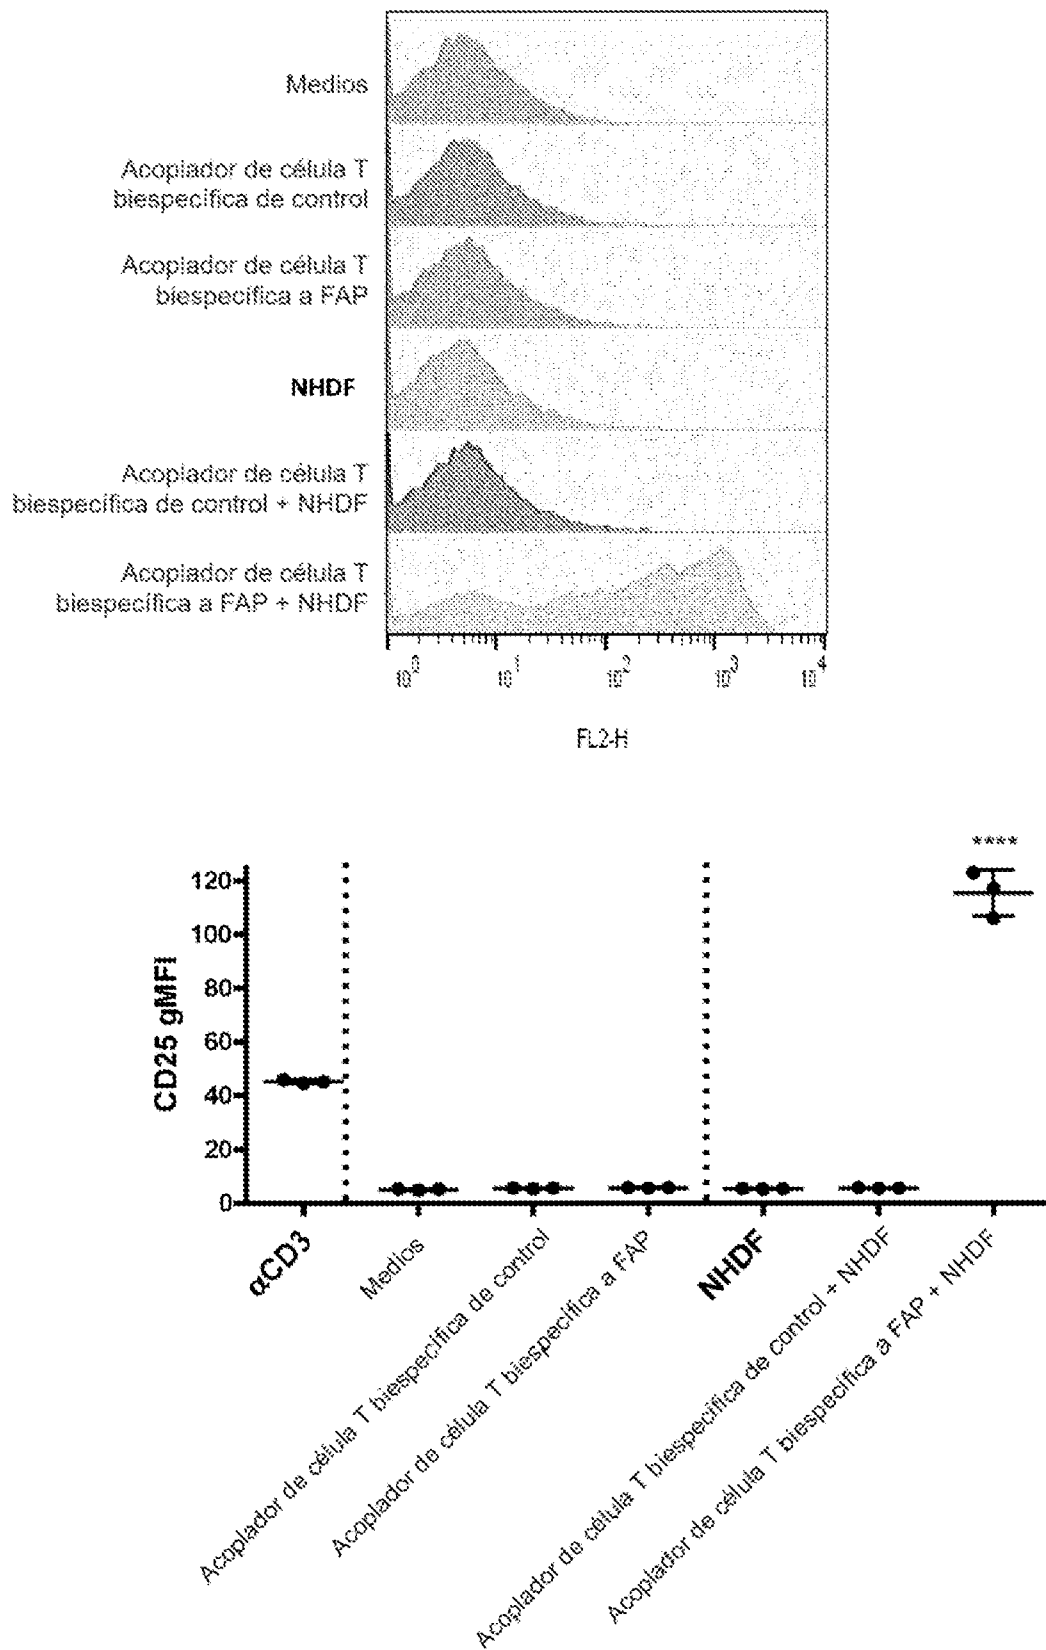 Medios
Acoplador de célula T
biespecífica de control
Acoplador de célula T
biespecífica a FAP
NHDF
Acoplador de célula T
biespecífica de control + NHDF
Acoplador de célula T
biespecífica a FAP + NHDF
10^0 10^1 10^2 10^3 10^4
FL2-H
****
120
100
80
60
40
20
0
CD25 gMFI
αCD3
Medios
Acoplador de célula T biespecífica de control
Acoplador de célula T biespecífica a FAP
NHDF
Acoplador de célula T biespecífica de control + NHDF
Acoplador de célula T biespecífica a FAP + NHDF